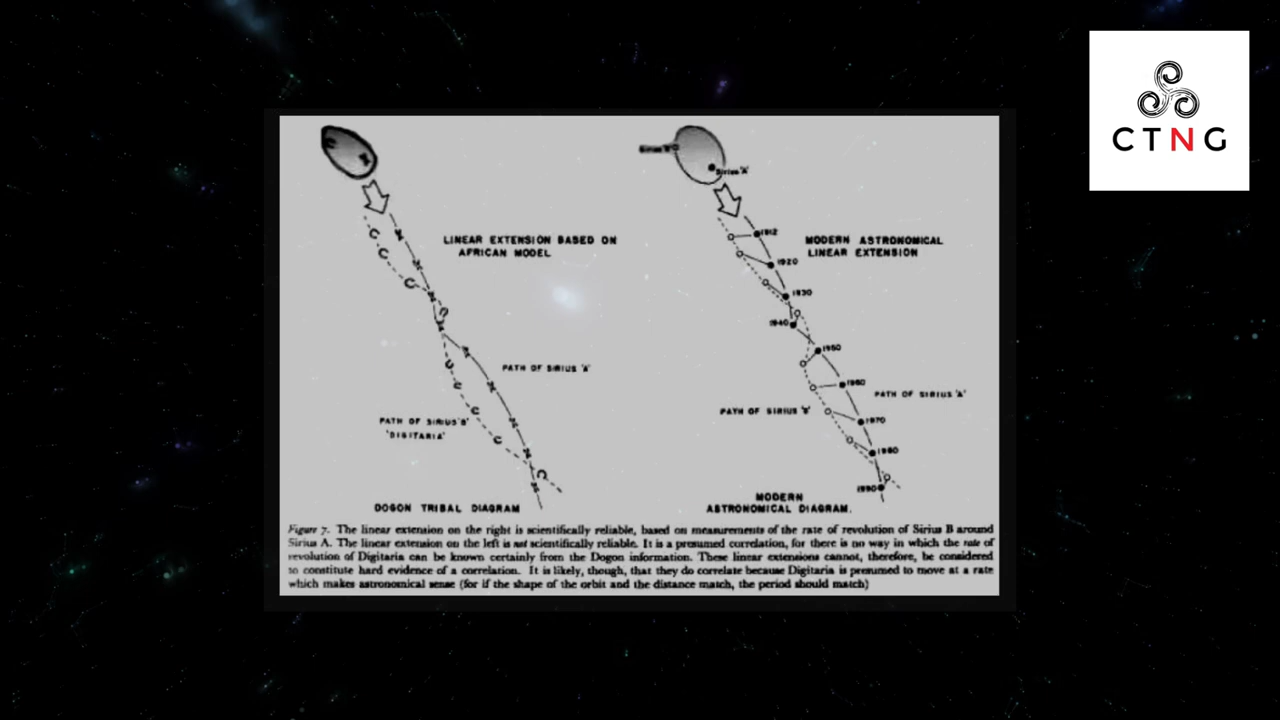 CTNG
Sirius 'B'
Sirius 'A'
LINEAR EXTENSION BASED ON
AFRICAN MODEL
MODERN ASTRONOMICAL
LINEAR EXTENSION
1912
1920
1930
1940
1950
1960
1970
1980
1990
PATH OF SIRIUS 'A'
PATH OF SIRIUS 'B'
'DIGITARIA'
PATH OF SIRIUS 'A'
PATH OF SIRIUS 'B'
DOGON TRIBAL DIAGRAM
MODERN
ASTRONOMICAL DIAGRAM.
Figure 7. The linear extension on the right is scientifically reliable, based on measurements of the rate of revolution of Sirius B around
Sirius A. The linear extension on the left is not scientifically reliable. It is a presumed correlation, for there is no way in which the rate of
revolution of Digitaria can be known certainly from the Dogon information. These linear extensions cannot, therefore, be considered
to constitute hard evidence of a correlation. It is likely, though, that they do correlate because Digitaria is presumed to move at a rate
which makes astronomical sense (for if the shape of the orbit and the distance match, the period should match)